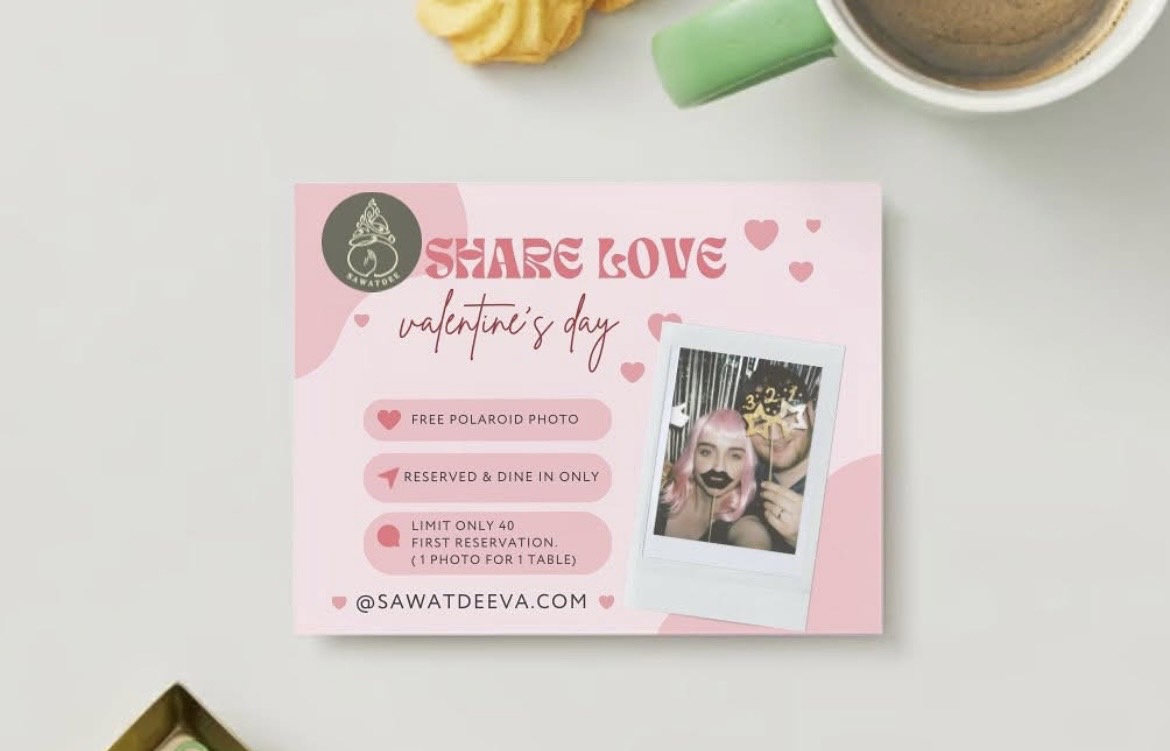 SAWATDEE
SHARE LOVE
valentine's day
3 2 1
FREE POLAROID PHOTO
RESERVED & DINE IN ONLY
LIMIT ONLY 40
FIRST RESERVATION.
( 1 PHOTO FOR 1 TABLE)
@SAWATDEEVA.COM